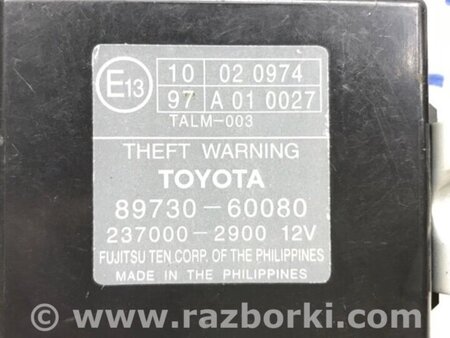 E13
10 02 0974
97 A 01 0027
TALM-003
THEFT WARNING
TOYOTA
89730-60080
237000-2900 12V
FUJITSU TEN.CORP. OF THE PHILIPPINES
MADE IN THE PHILIPPINES
www.razborki.com